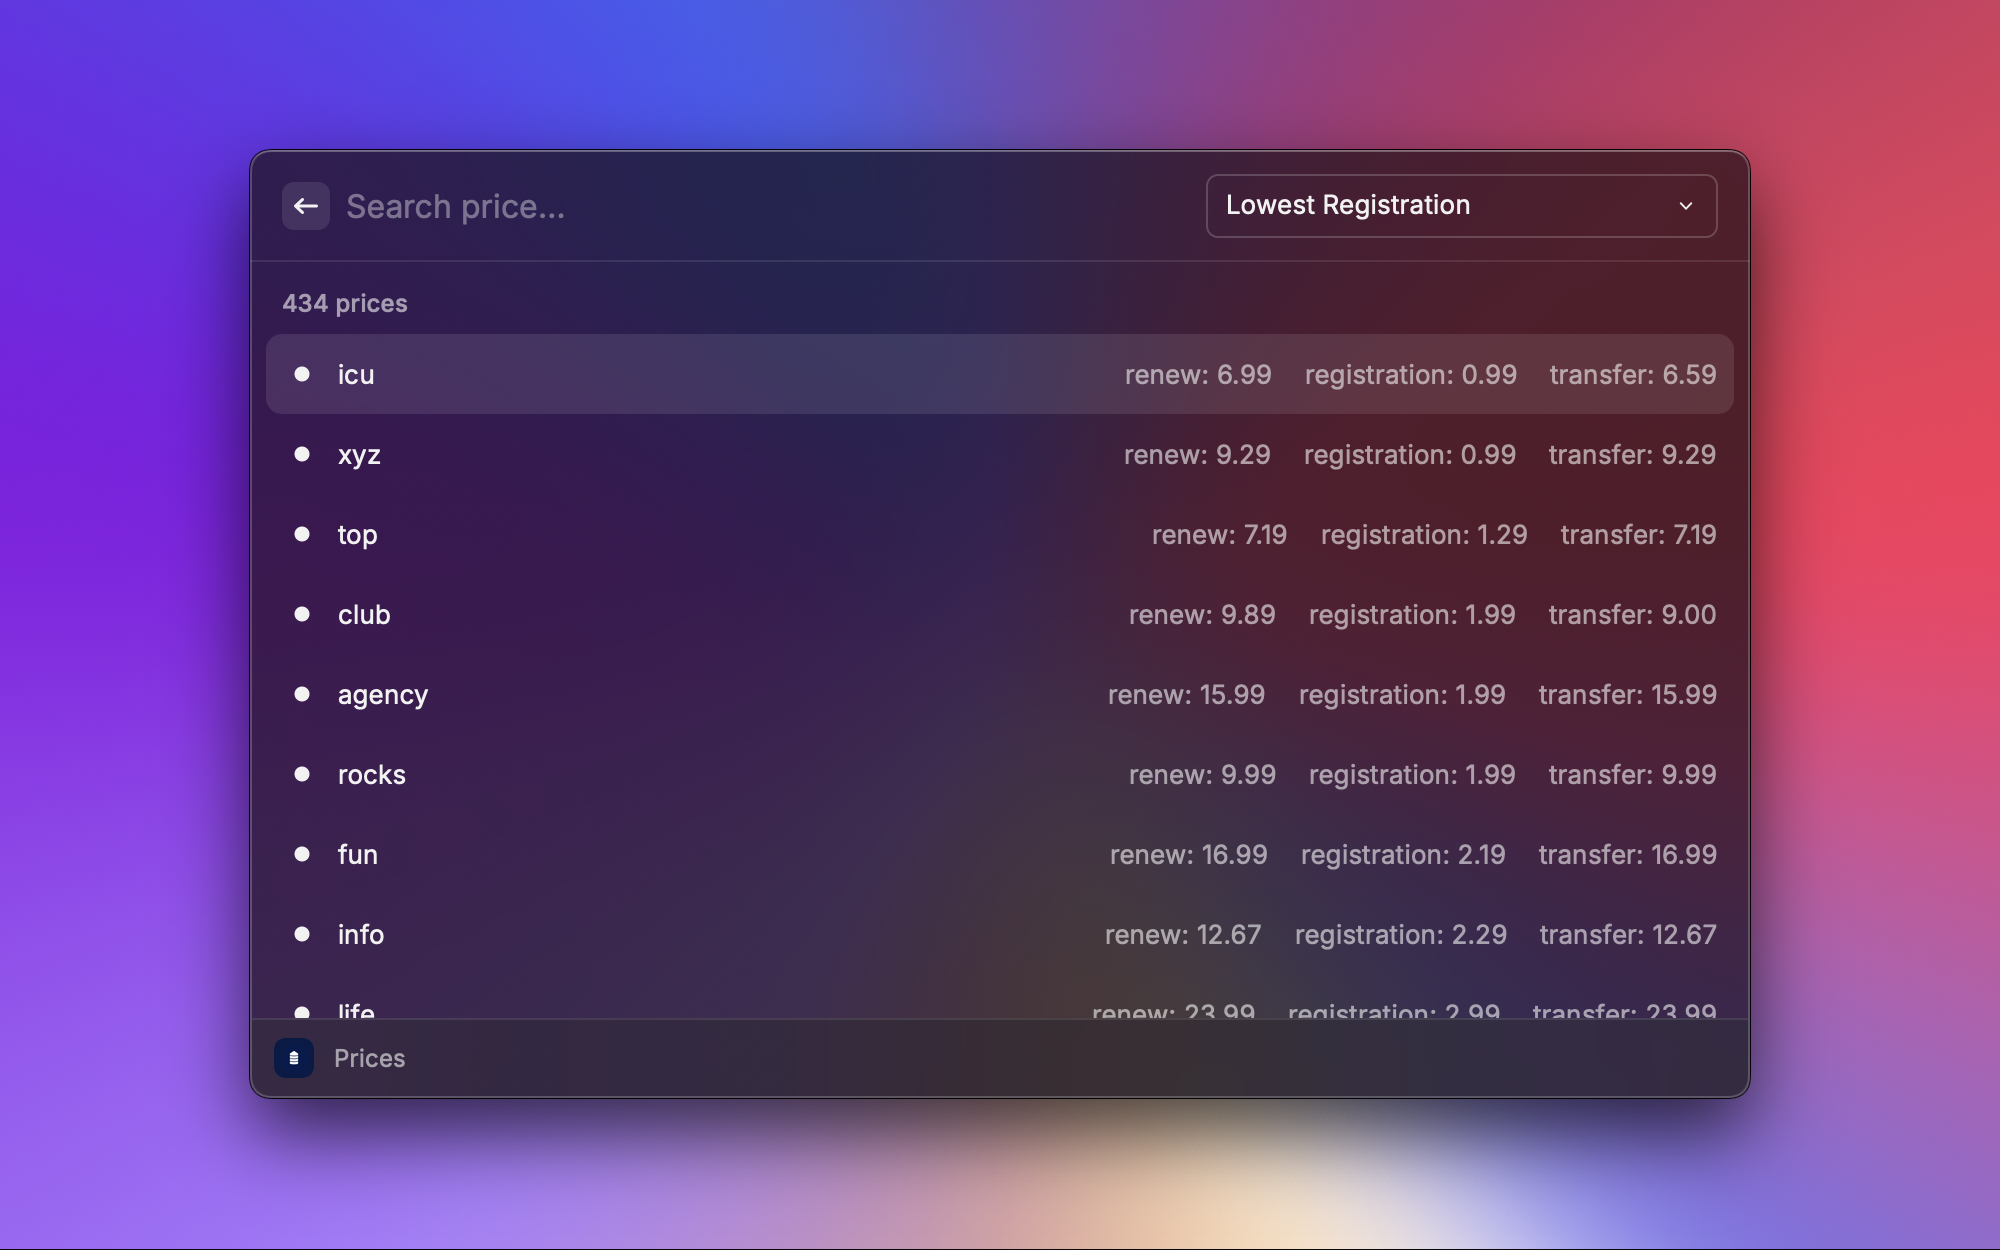 Search price...
Lowest Registration
434 prices
icu renew: 6.99 registration: 0.99 transfer: 6.59
xyz renew: 9.29 registration: 0.99 transfer: 9.29
top renew: 7.19 registration: 1.29 transfer: 7.19
club renew: 9.89 registration: 1.99 transfer: 9.00
agency renew: 15.99 registration: 1.99 transfer: 15.99
rocks renew: 9.99 registration: 1.99 transfer: 9.99
fun renew: 16.99 registration: 2.19 transfer: 16.99
info renew: 12.67 registration: 2.29 transfer: 12.67
life renew: 23.99 registration: 2.99 transfer: 23.99
Prices